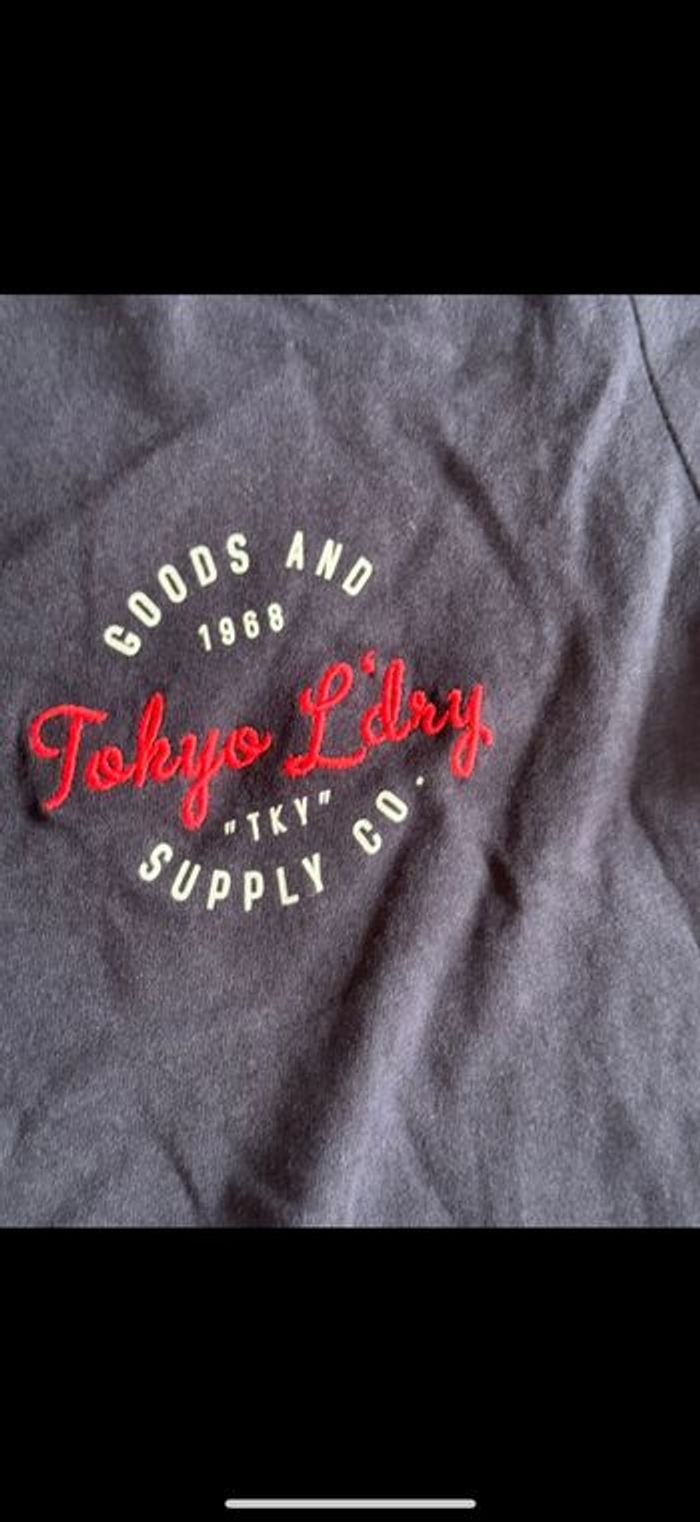 GOODS AND
1968
Tokyo L'dry
"TKY"
SUPPLY CO.